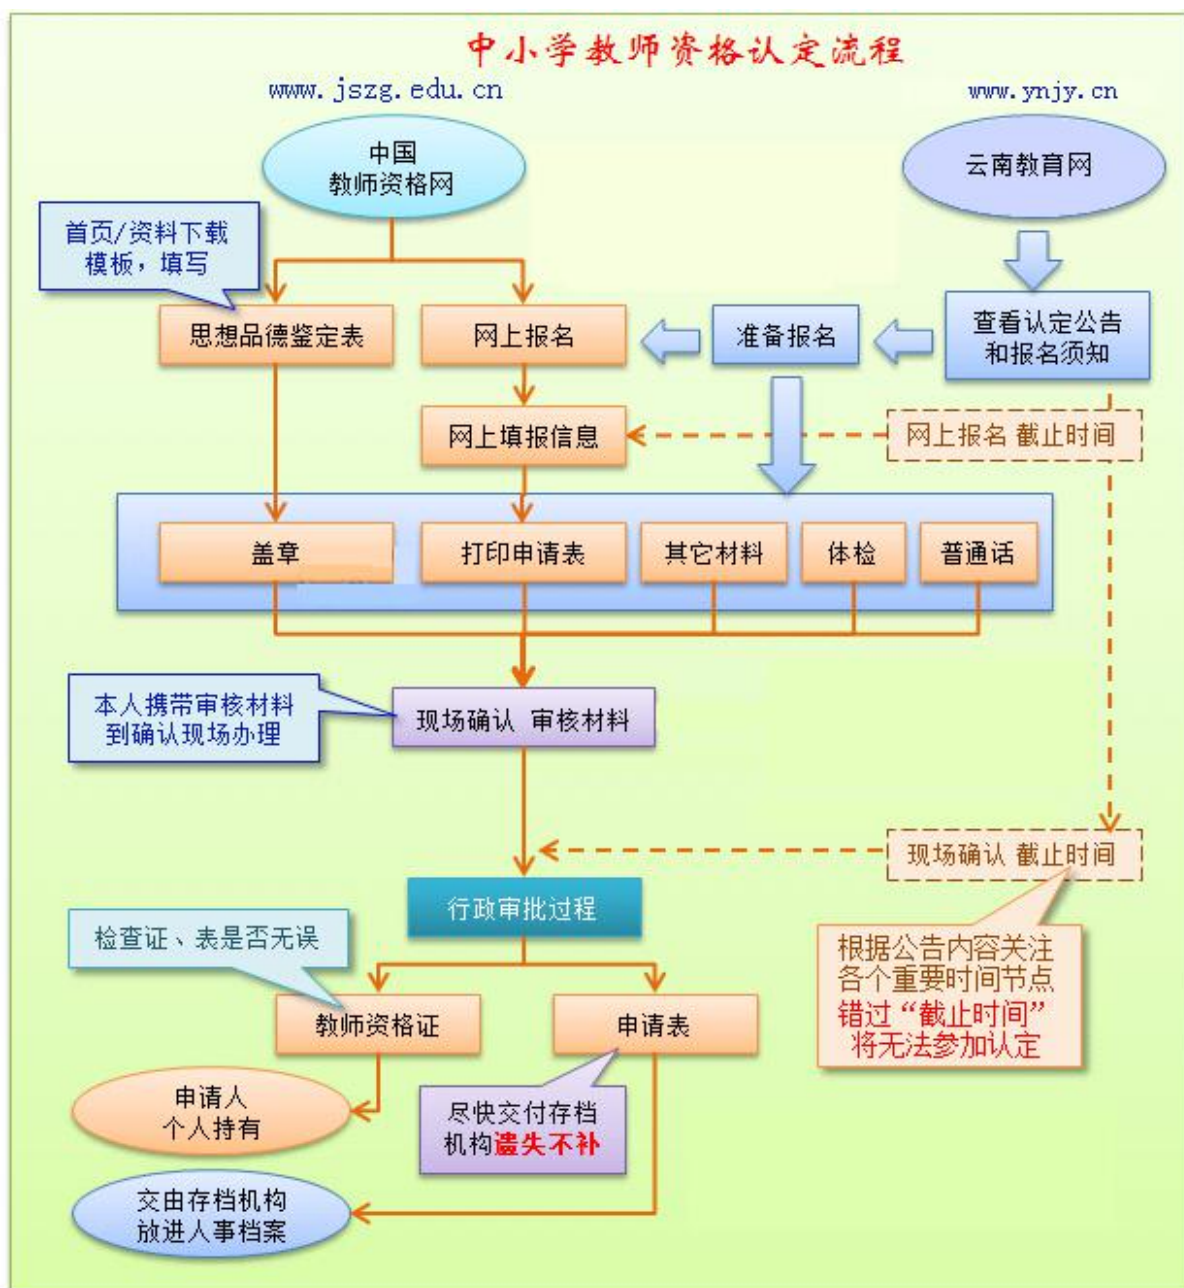 中小学教师资格认定流程
www.jszg.edu.cn
www.ynjy.cn
中国
教师资格网
云南教育网
首页/资料下载
模板，填写
思想品德鉴定表
网上报名
准备报名
查看认定公告
和报名须知
网上填报信息
网上报名 截止时间
盖章
打印申请表
其它材料
体检
普通话
本人携带审核材料
到确认现场办理
现场确认 审核材料
现场确认 截止时间
行政审批过程
检查证、表是否无误
根据公告内容关注
各个重要时间节点
错过“截止时间”
将无法参加认定
教师资格证
申请表
申请人
个人持有
尽快交付存档
机构遗失不补
交由存档机构
放进人事档案